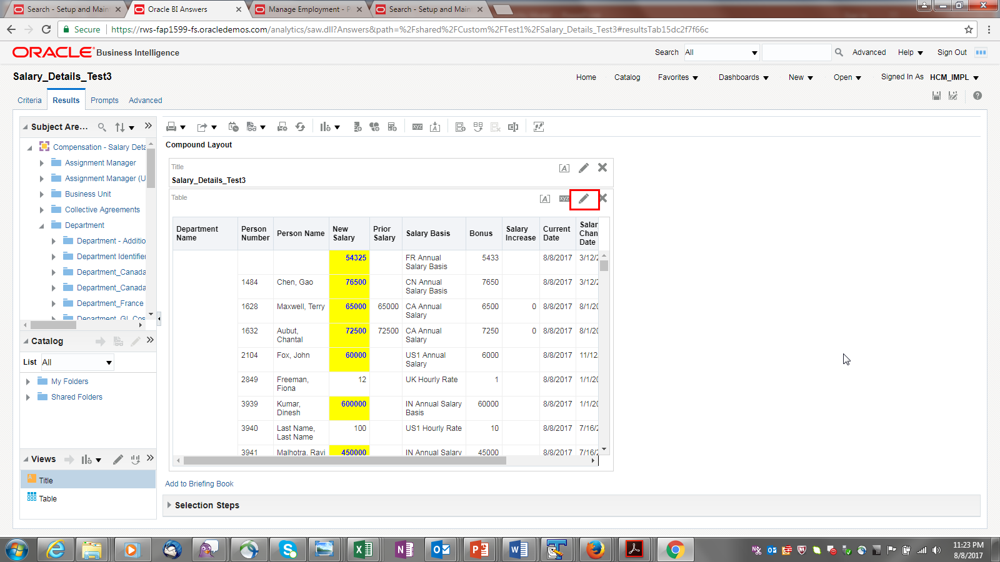 Search - Setup and Main
Oracle BI Answers
Manage Employment - P
Search - Setup and Main
Secure
https://rws-fap1599-fs.oracledemos.com/analytics/saw.dll?Answers&path=%2Fshared%2FCustom%2FTest1%2FSalary_Details_Test3#resultsTab15dc2f7f66c
ORACLE Business Intelligence
Search All Advanced Help Sign Out
Salary_Details_Test3
Home Catalog Favorites Dashboards New Open Signed In As HCM_IMPL
Criteria Results Prompts Advanced
Subject Are...
Compensation - Salary Deta
Assignment Manager
Assignment Manager (U
Business Unit
Collective Agreements
Department
Department - Additio
Department Identifier
Department_Canada
Department_Canada
Department_France
Department_GL_Cos
Catalog
List All
My Folders
Shared Folders
Views
Title
Table
Compound Layout
Title
Salary_Details_Test3
Table
Department Name Person Number Person Name New Salary Prior Salary Salary Basis Bonus Salary Increase Current Date Salar Chan Date
54325 FR Annual Salary Basis 5433 8/8/2017 3/12/2
1484 Chen, Gao 76500 CN Annual Salary Basis 7650 8/8/2017 3/12/2
1628 Maxwell, Terry 65000 65000 CA Annual Salary 6500 0 8/8/2017 8/1/20
1632 Aubut, Chantal 72500 72500 CA Annual Salary 7250 0 8/8/2017 8/1/20
2104 Fox, John 60000 US1 Annual Salary 6000 8/8/2017 11/12
2849 Freeman, Fiona 12 UK Hourly Rate 1 8/8/2017 1/1/20
3939 Kumar, Dinesh 600000 IN Annual Salary Basis 60000 8/8/2017 1/1/20
3940 Last Name, Last Name 100 US1 Hourly Rate 10 8/8/2017 7/16/2
3941 Malhotra, Ravi 450000 IN Annual Salary 45000 8/8/2017 7/16/2
Add to Briefing Book
Selection Steps
11:23 PM
8/8/2017